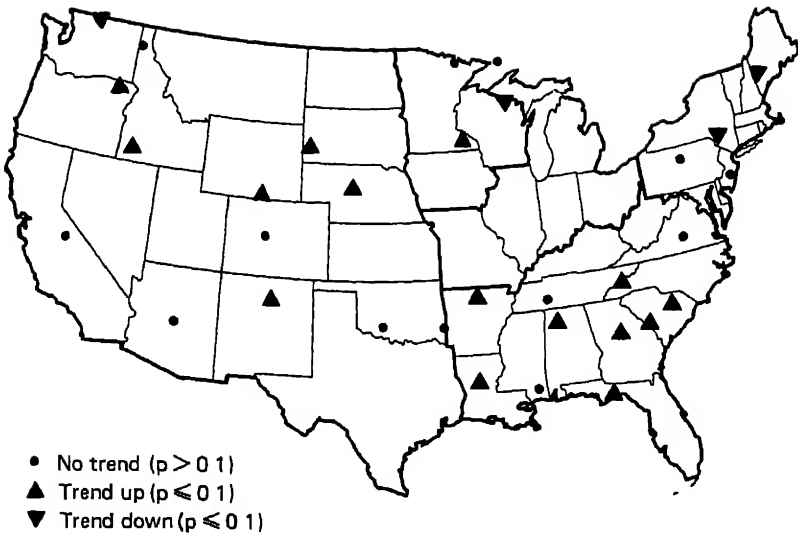 No trend (p > 0 1)
Trend up (p ⩽ 0 1)
Trend down (p ⩽ 0 1)